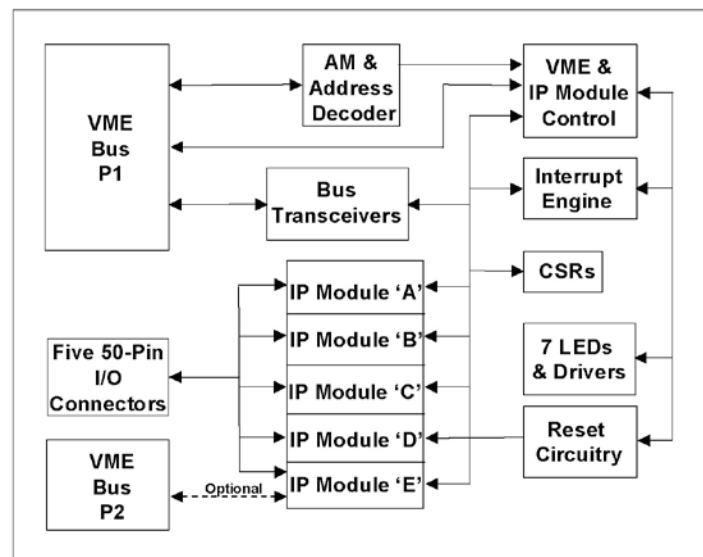 VME
Bus
P1
AM &
Address
Decoder
VME &
IP Module
Control
Bus
Transceivers
Interrupt
Engine
CSRs
IP Module ‘A’
IP Module ‘B’
IP Module ‘C’
IP Module ‘D’
IP Module ‘E’
Five 50-Pin
I/O
Connectors
7 LEDs
& Drivers
Reset
Circuitry
VME
Bus
P2
Optional